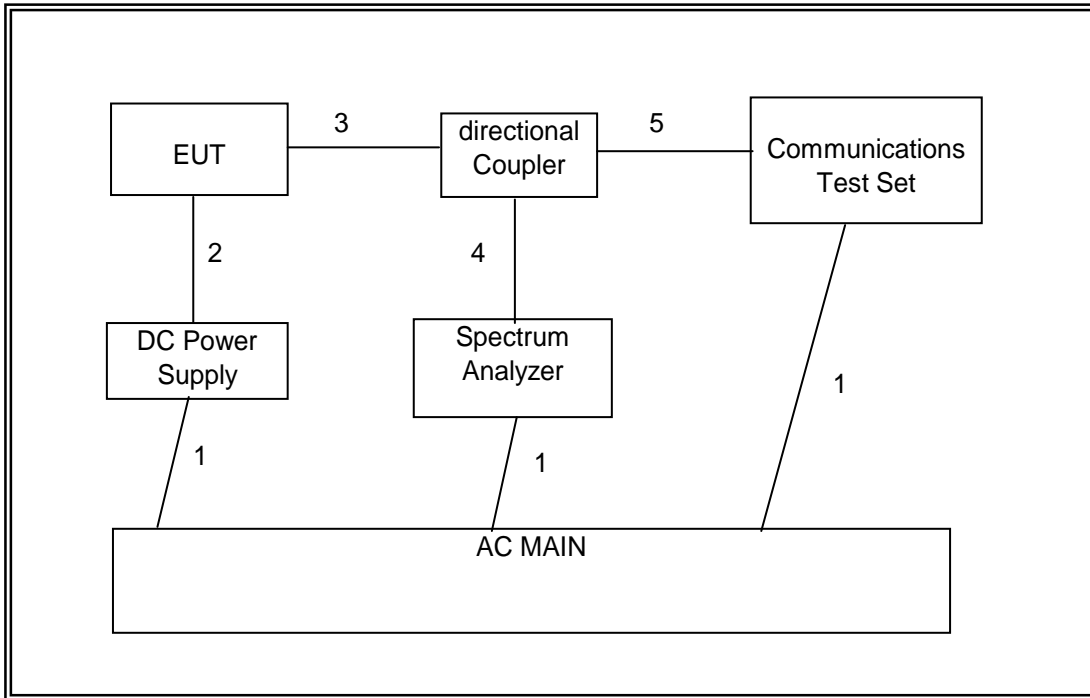 EUT
3
directional
Coupler
5
Communications
Test Set
2
4
DC Power
Supply
Spectrum
Analyzer
1
1
1
AC MAIN